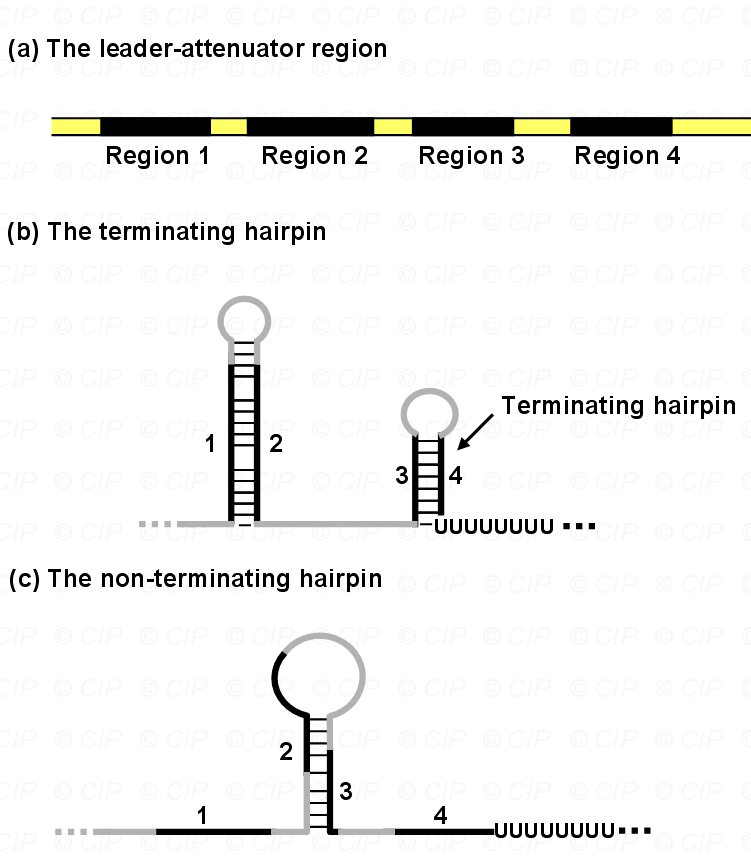 (a) The leader-attenuator region
Region 1 Region 2 Region 3 Region 4
(b) The terminating hairpin
Terminating hairpin
1 2 3 4
UUUUUUUU
(c) The non-terminating hairpin
2
3
1 4
UUUUUUUU
© CIP